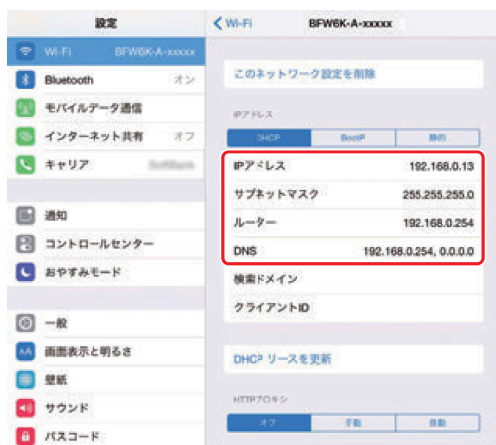 設定
Wi-Fi BFW6K-A-xxxxx
Bluetooth オン
モバイルデータ通信
インターネット共有 オフ
キャリア
通知
コントロールセンター
おやすみモード
一般
画面表示と明るさ
壁紙
サウンド
パスコード
Wi-Fi BFW6K-A-xxxxx
このネットワーク設定を削除
IPアドレス
DHCP BootP 静的
IPアドレス 192.168.0.13
サブネットマスク 255.255.255.0
ルーター 192.168.0.254
DNS 192.168.0.254, 0.0.0.0
検索ドメイン
クライアントID
DHCP リースを更新
HTTPプロキシ
オフ 手動 自動